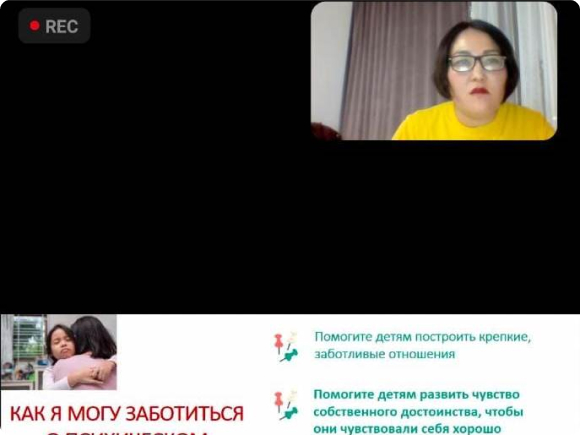 REC
Помогите детям построить крепкие,
заботливые отношения
Помогите детям развить чувство
собственного достоинства, чтобы
они чувствовали себя хорошо
КАК Я МОГУ ЗАБОТИТЬСЯ
О ПСИХИЧЕСКОМ